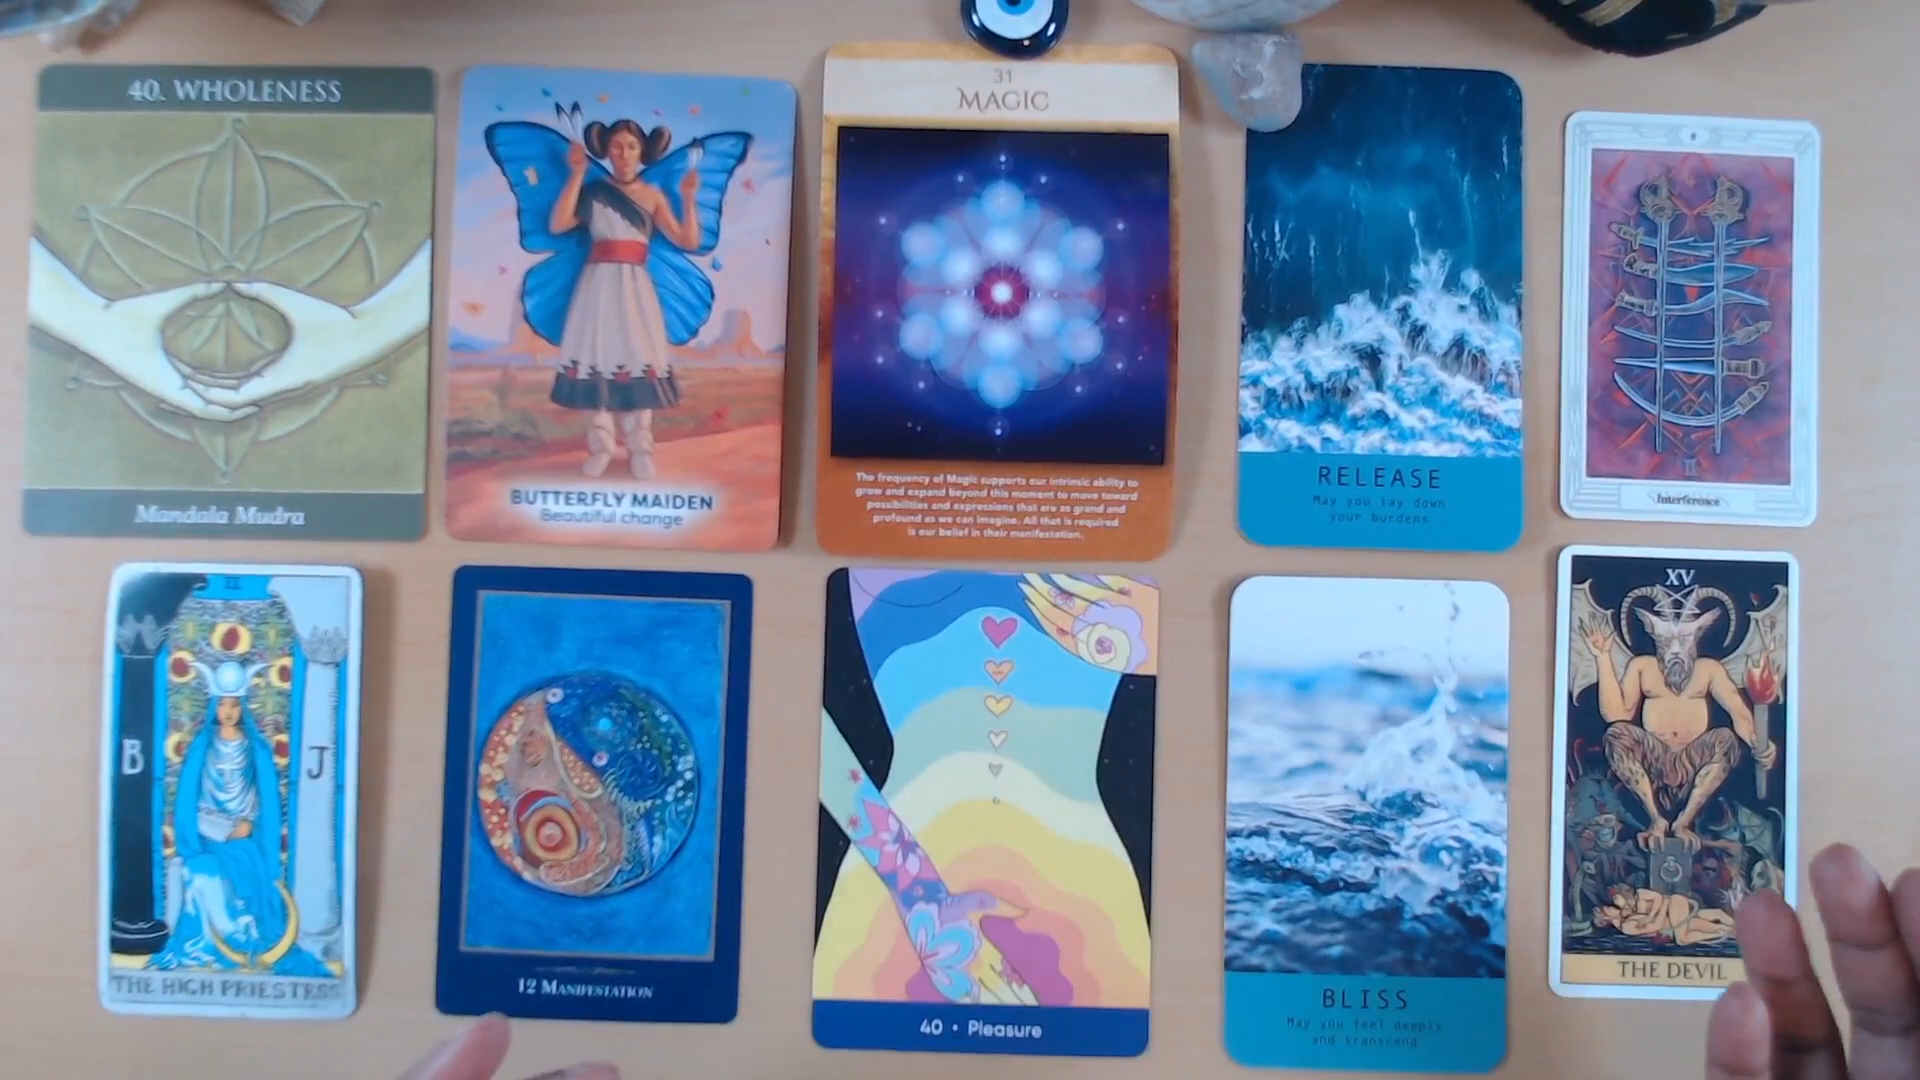 40. WHOLENESS
Mandala Mudra
BUTTERFLY MAIDEN
Beautiful change
31
MAGIC
The frequency of Magic supports our intrinsic ability to
grow and expand beyond this moment to move toward
possibilities and expressions that are as grand and
profound as we can imagine. All that is required
is our belief in their manifestation.
RELEASE
May you lay down
your burdens
8
Interference
II
B
J
THE HIGH PRIESTESS
12 MANIFESTATION
40 • Pleasure
BLISS
May you feel deeply
and transcend
XV
THE DEVIL